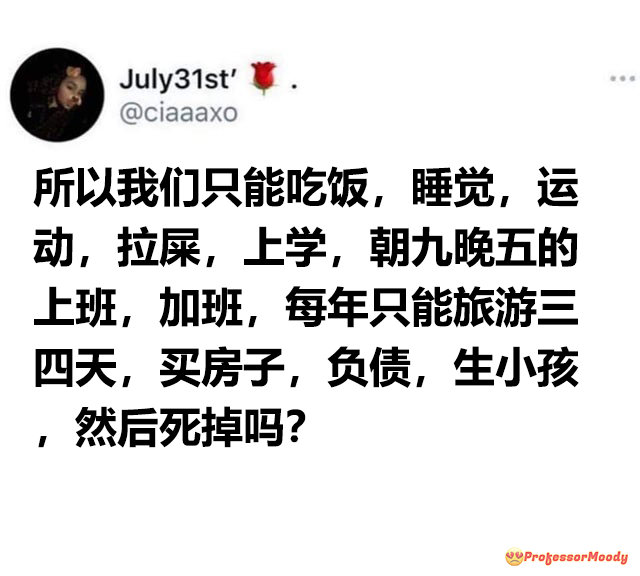 July31st’ 🌹 .
@ciaaaxo
所以我们只能吃饭，睡觉，运
动，拉屎，上学，朝九晚五的
上班，加班，每年只能旅游三
四天，买房子，负债，生小孩
，然后死掉吗？
ProfessorMoody